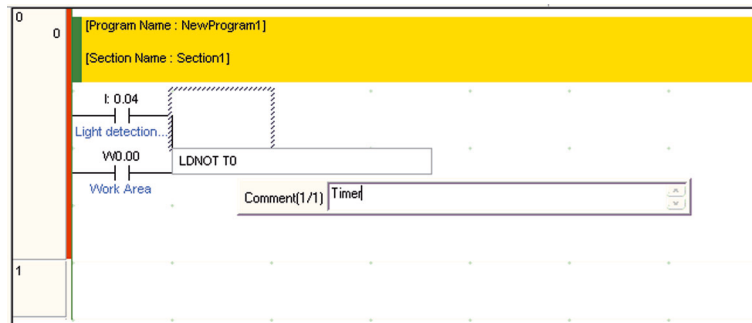 0
0
[Program Name : NewProgram1]
[Section Name : Section1]
I: 0.04
Light detection...
W0.00
LDNOT T0
Work Area
Comment(1/1) Timer
1